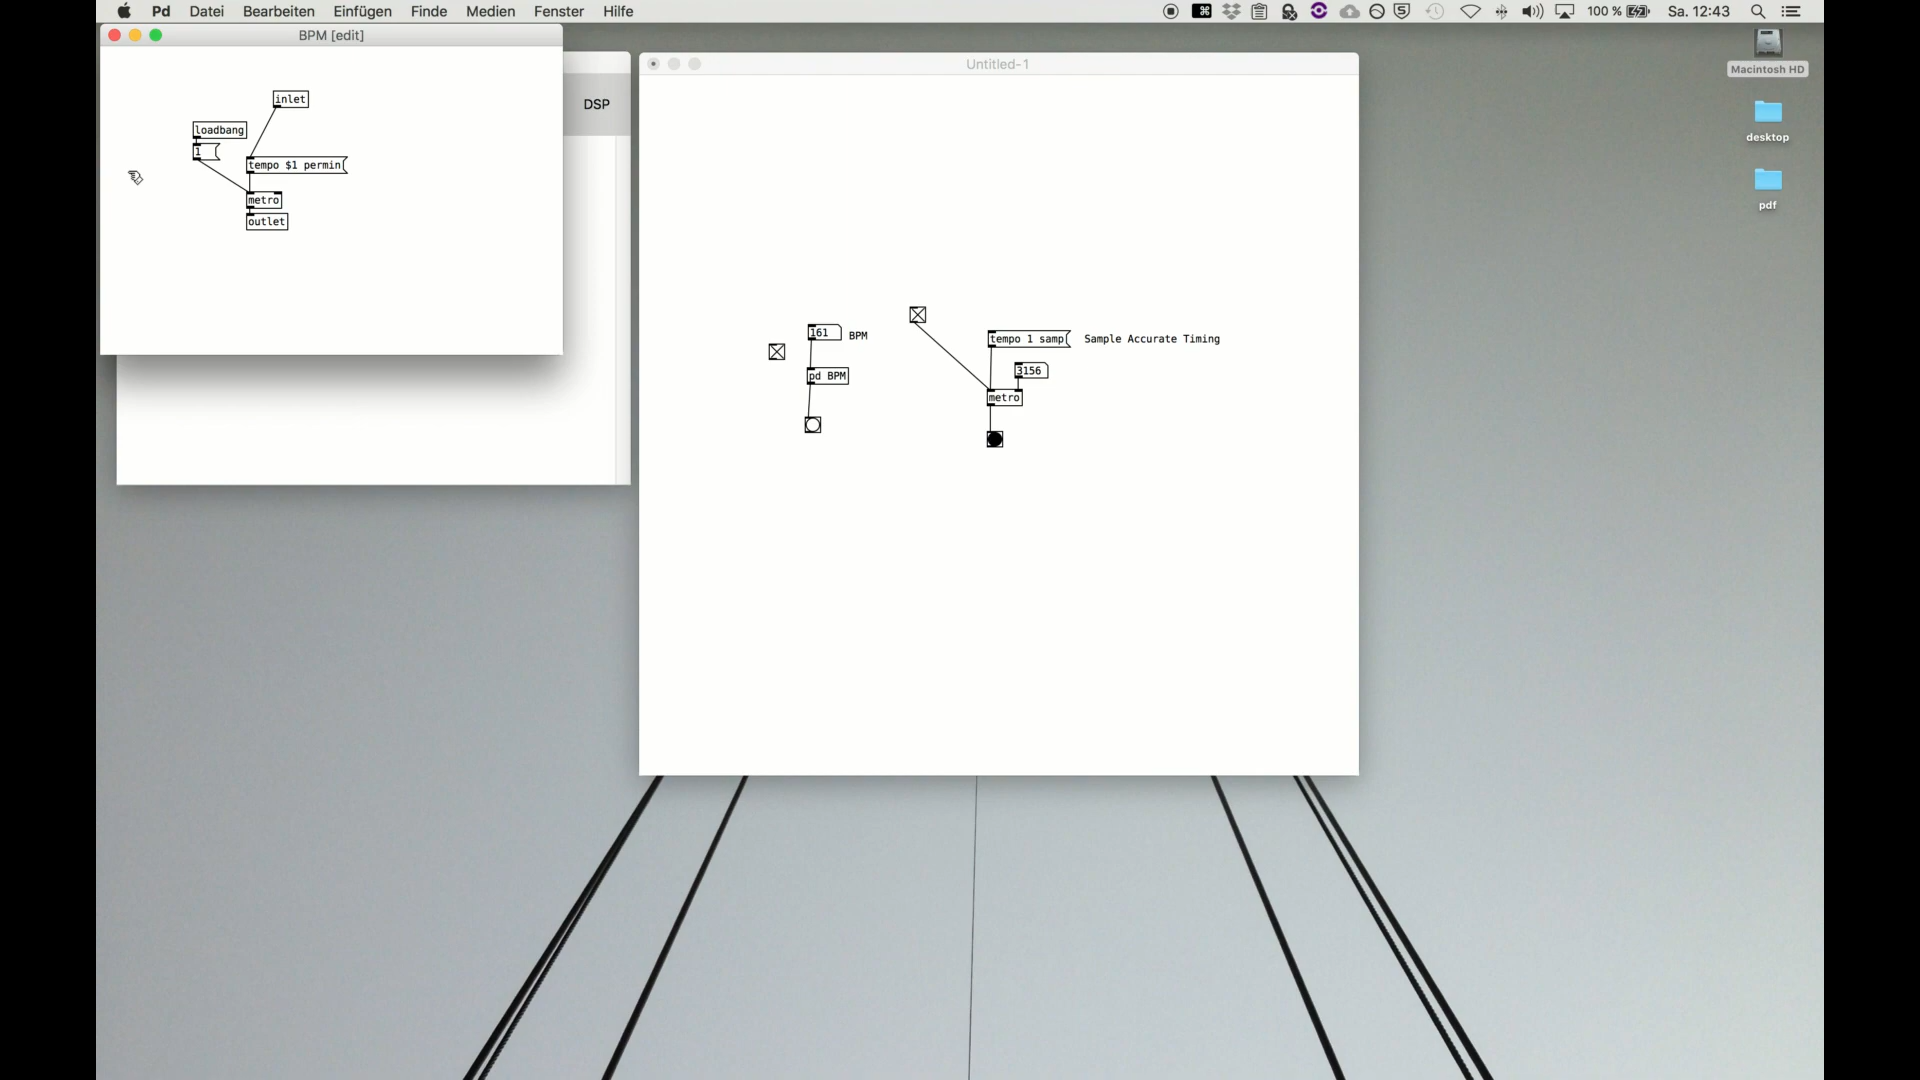 Pd Datei Bearbeiten Einfügen Finde Medien Fenster Hilfe 100 % Sa. 12:43
BPM [edit]
inlet
loadbang
1
tempo $1 permin
metro
outlet
DSP
Untitled-1
161 BPM
pd BPM
tempo 1 samp Sample Accurate Timing
3156
metro
Macintosh HD
desktop
pdf